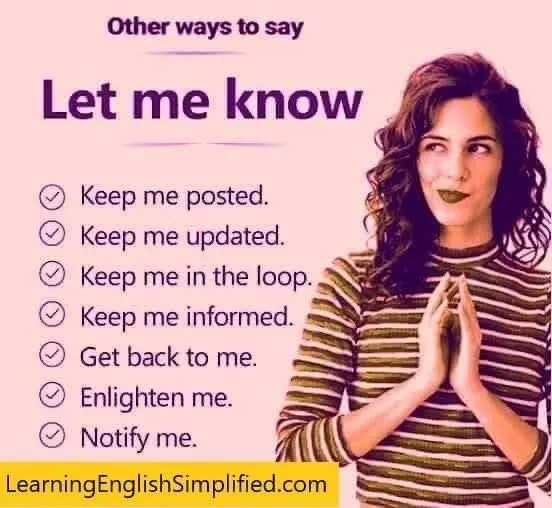 Other ways to say
Let me know
Keep me posted.
Keep me updated.
Keep me in the loop.
Keep me informed.
Get back to me.
Enlighten me.
Notify me.
LearningEnglishSimplified.com